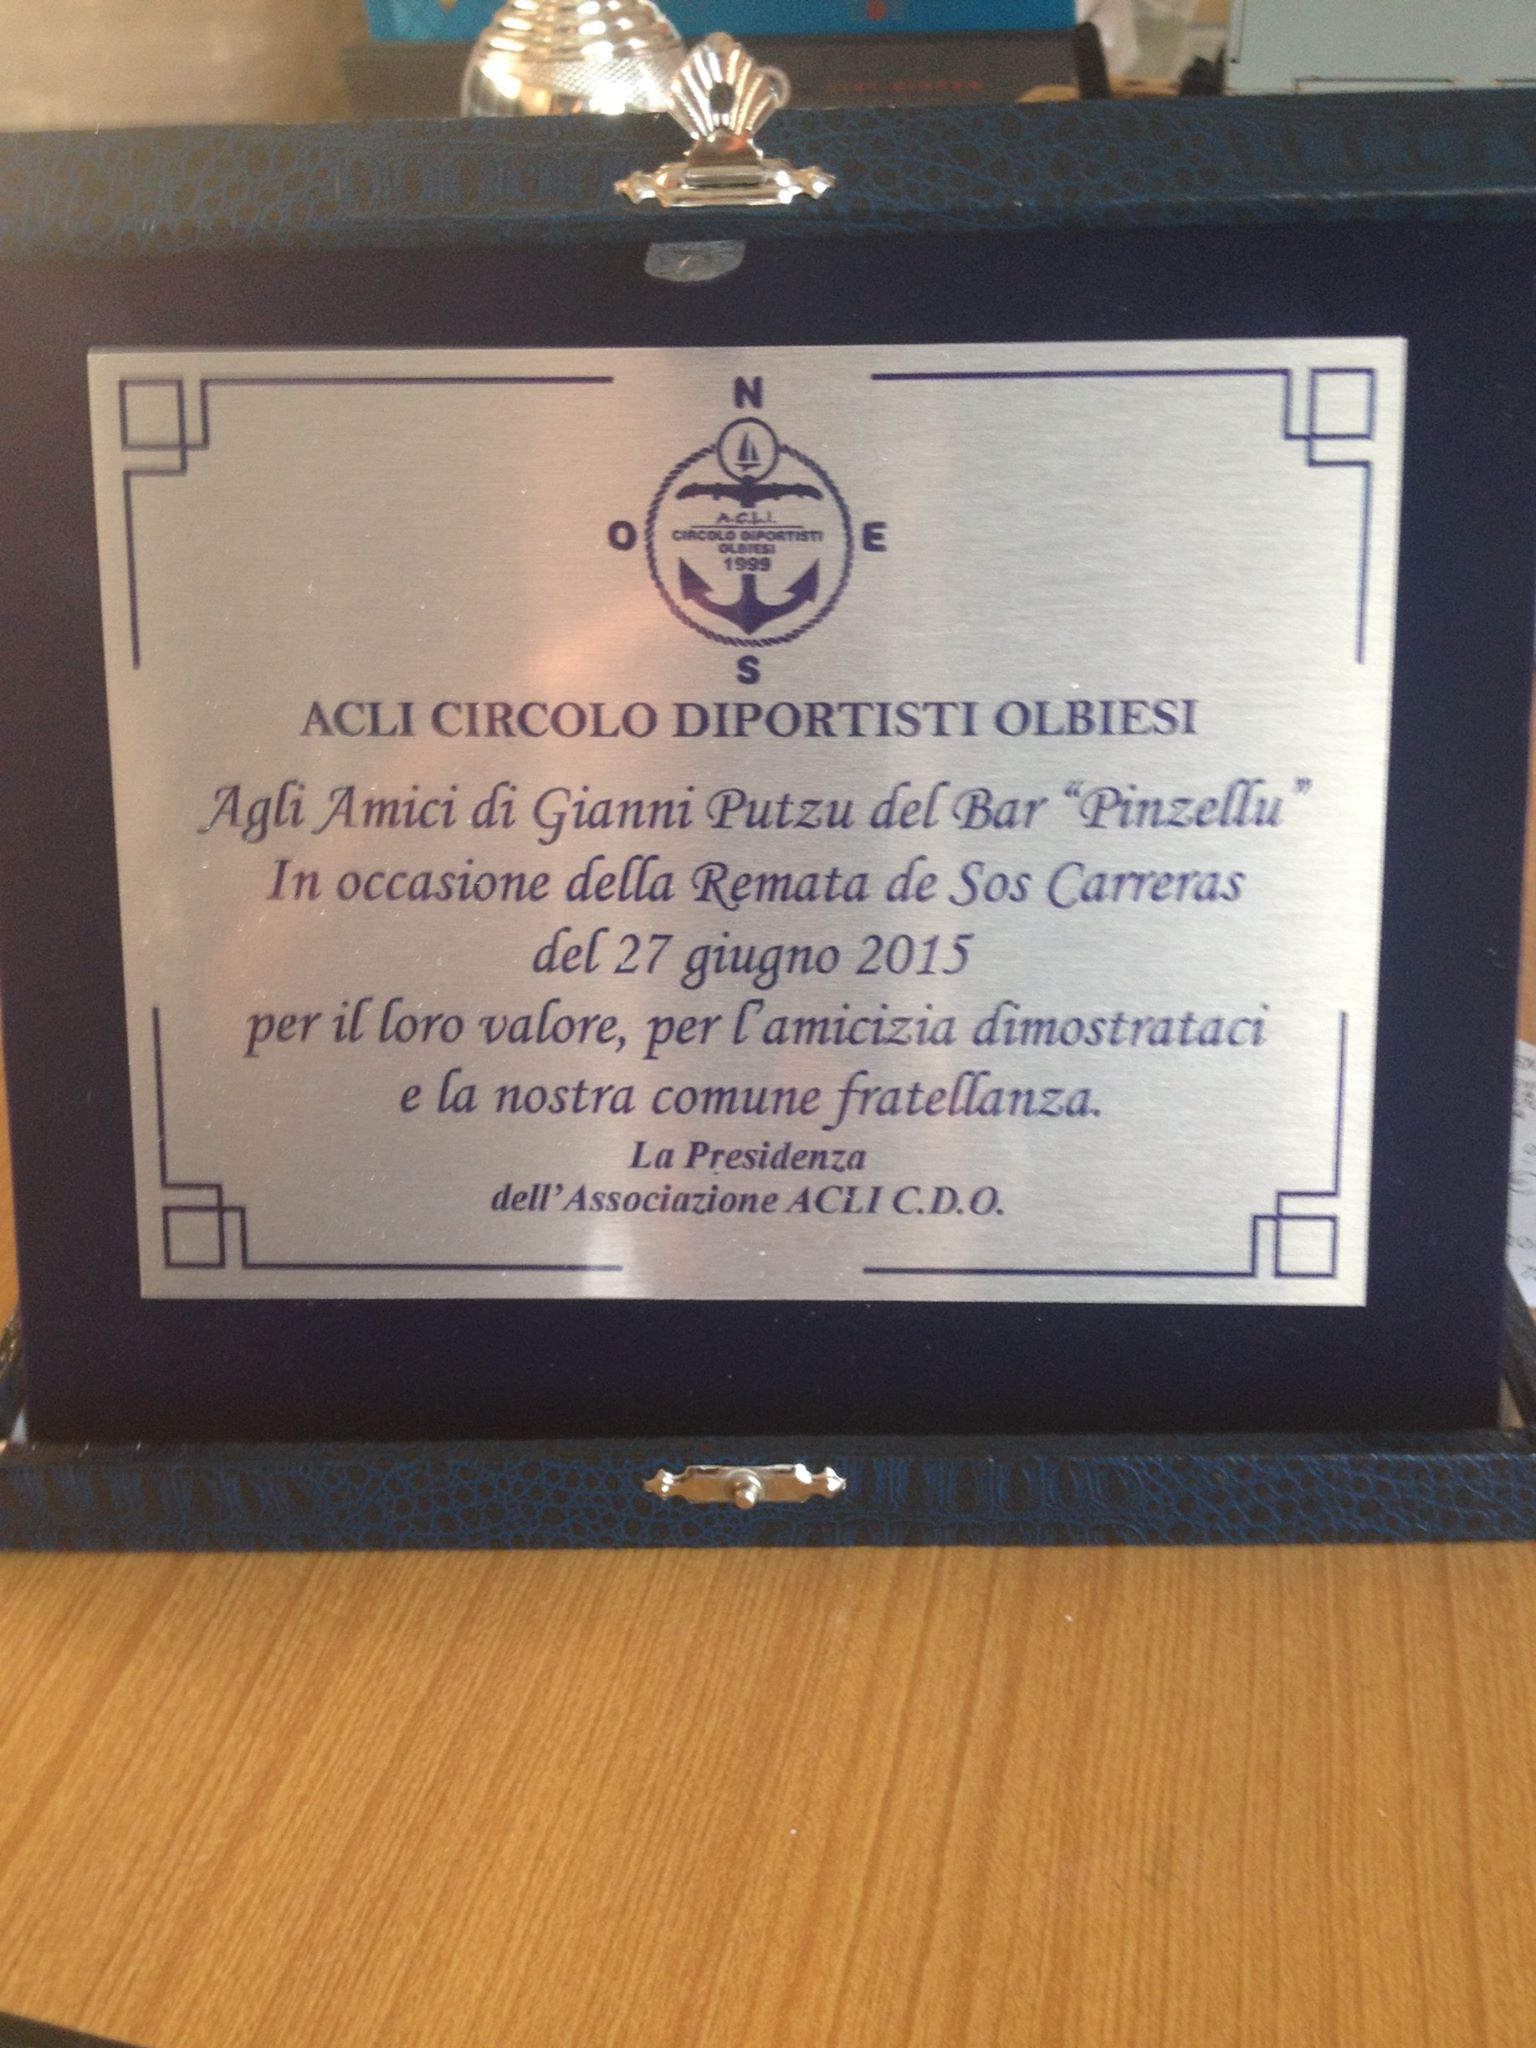 N
O
E
A.C.L.I.
CIRCOLO DIPORTISTI
OLBIESI
1999
S
ACLI CIRCOLO DIPORTISTI OLBIESI
Agli Amici di Gianni Putzu del Bar “Pinzellu”
In occasione della Remata de Sos Carreras
del 27 giugno 2015
per il loro valore, per l'amicizia dimostrataci
e la nostra comune fratellanza.
La Presidenza
dell'Associazione ACLI C.D.O.